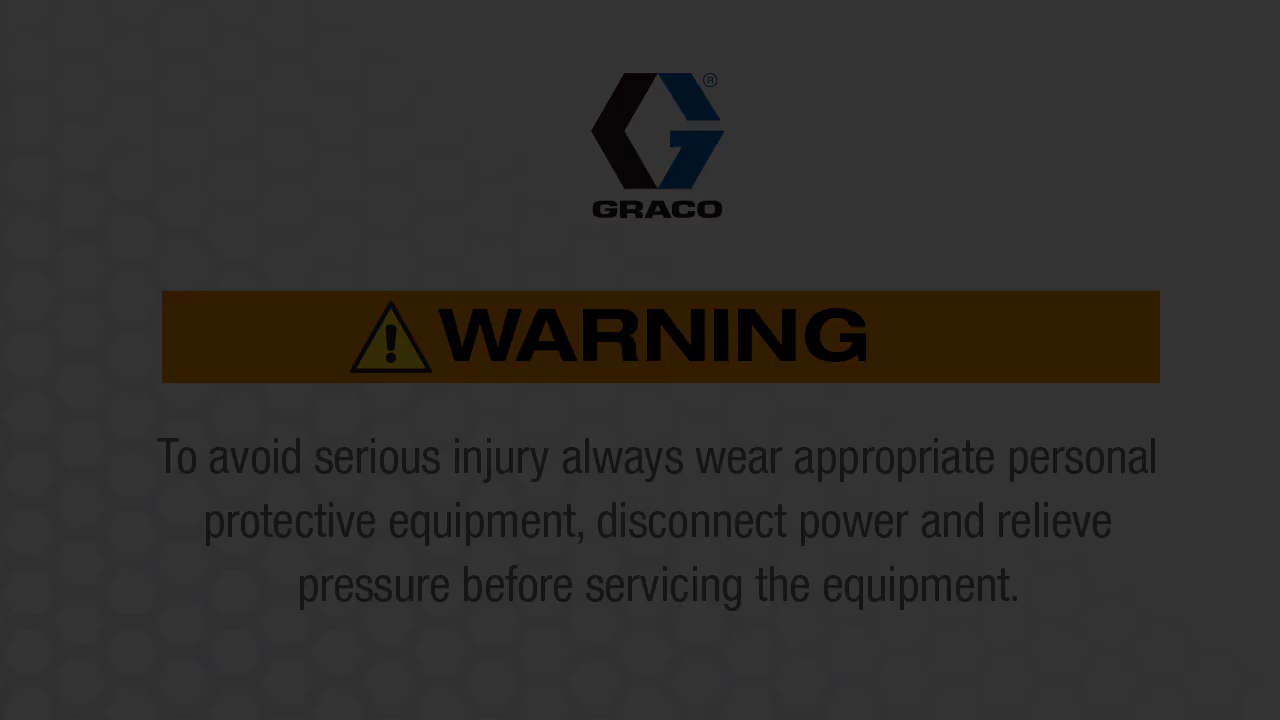 ®
GRACO
WARNING
To avoid serious injury always wear appropriate personal
protective equipment, disconnect power and relieve
pressure before servicing the equipment.